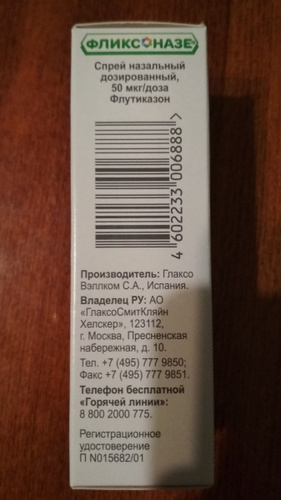 ФЛИКСОНАЗЕ
Спрей назальный
дозированный,
50 мкг/доза
Флутиказон
4 602233 006888 >
Производитель: Глаксо
Вэллком С.А., Испания.
Владелец РУ: АО
«ГлаксоСмитКляйн
Хелскер», 123112,
г. Москва, Пресненская
набережная, д. 10.
Тел. +7 (495) 777 9850;
Факс +7 (495) 777 9851.
Телефон бесплатной
«Горячей линии»:
8 800 2000 775.
Регистрационное
удостоверение
П N015682/01